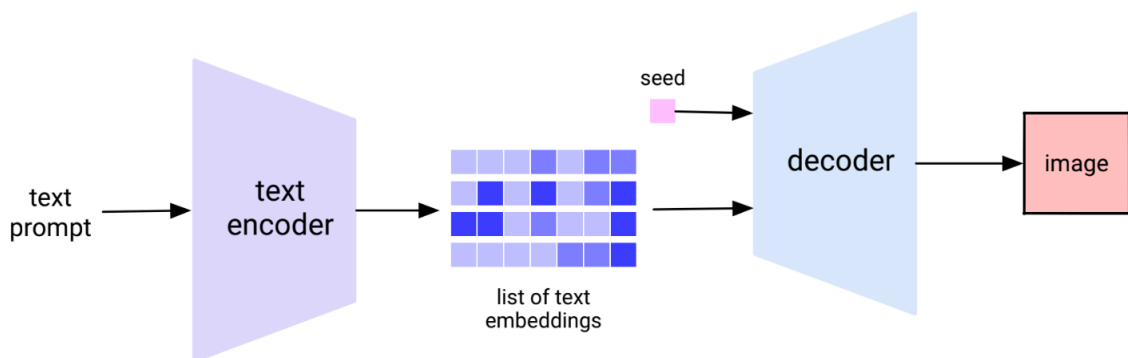 text
prompt
text
encoder
list of text
embeddings
seed
decoder
image